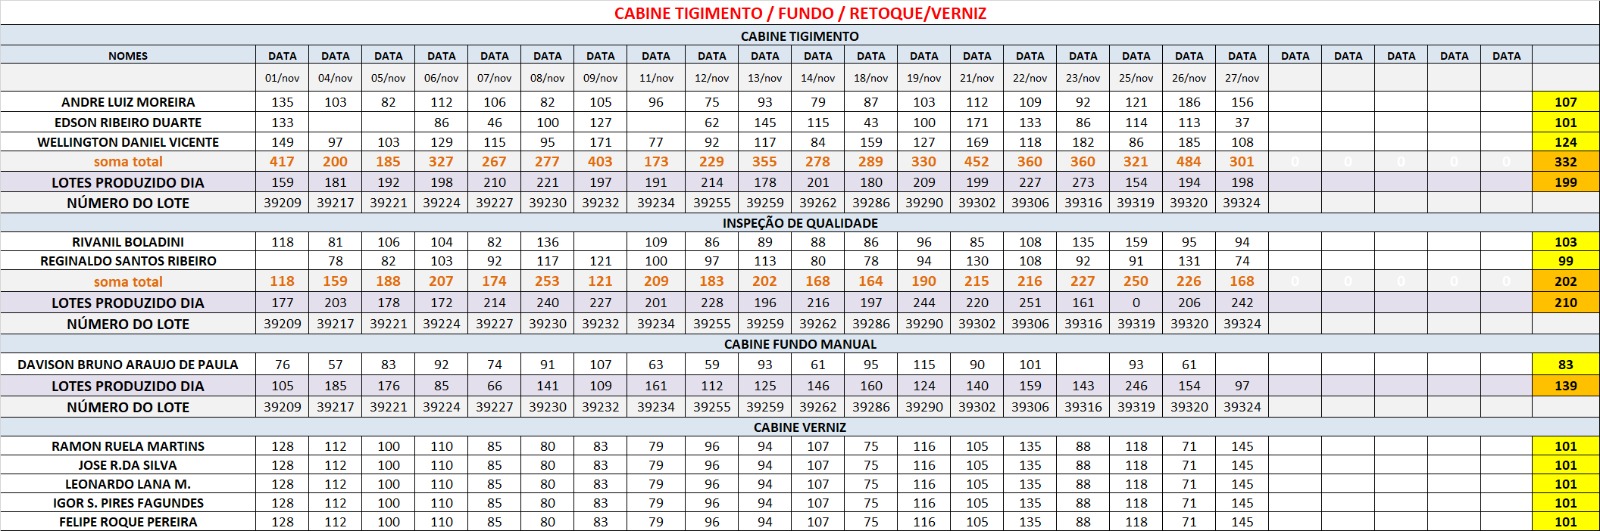 CABINE TIGIMENTO / FUNDO / RETOQUE/VERNIZ
CABINE TIGIMENTO
NOMES DATA DATA DATA DATA DATA DATA DATA DATA DATA DATA DATA DATA DATA DATA DATA DATA DATA DATA DATA DATA DATA DATA DATA DATA
01/nov 04/nov 05/nov 06/nov 07/nov 08/nov 09/nov 11/nov 12/nov 13/nov 14/nov 18/nov 19/nov 21/nov 22/nov 23/nov 25/nov 26/nov 27/nov
ANDRE LUIZ MOREIRA 135 103 82 112 106 82 105 96 75 93 79 87 103 112 109 92 121 186 156 107
EDSON RIBEIRO DUARTE 133 86 46 100 127 62 145 115 43 100 171 133 86 114 113 37 101
WELLINGTON DANIEL VICENTE 149 97 103 129 115 95 171 77 92 117 84 159 127 169 118 182 86 185 108 124
soma total 417 200 185 327 267 277 403 173 229 355 278 289 330 452 360 360 321 484 301 0 0 0 0 0 332
LOTES PRODUZIDO DIA 159 181 192 198 210 221 197 191 214 178 201 180 209 199 227 273 154 194 198 199
NÚMERO DO LOTE 39209 39217 39221 39224 39227 39230 39232 39234 39255 39259 39262 39286 39290 39302 39306 39316 39319 39320 39324
INSPEÇÃO DE QUALIDADE
RIVANIL BOLADINI 118 81 106 104 82 136 109 86 89 88 86 96 85 108 135 159 95 94 103
REGINALDO SANTOS RIBEIRO 78 82 103 92 117 121 100 97 113 80 78 94 130 108 92 91 131 74 99
soma total 118 159 188 207 174 253 121 209 183 202 168 164 190 215 216 227 250 226 168 0 0 0 0 0 202
LOTES PRODUZIDO DIA 177 203 178 172 214 240 227 201 228 196 216 197 244 220 251 161 0 206 242 210
NÚMERO DO LOTE 39209 39217 39221 39224 39227 39230 39232 39234 39255 39259 39262 39286 39290 39302 39306 39316 39319 39320 39324
CABINE FUNDO MANUAL
DAVISON BRUNO ARAUJO DE PAULA 76 57 83 92 74 91 107 63 59 93 61 95 115 90 101 93 61 83
LOTES PRODUZIDO DIA 105 185 176 85 66 141 109 161 112 125 146 160 124 140 159 143 246 154 97 139
NÚMERO DO LOTE 39209 39217 39221 39224 39227 39230 39232 39234 39255 39259 39262 39286 39290 39302 39306 39316 39319 39320 39324
CABINE VERNIZ
RAMON RUELA MARTINS 128 112 100 110 85 80 83 79 96 94 107 75 116 105 135 88 118 71 145 101
JOSE R.DA SILVA 128 112 100 110 85 80 83 79 96 94 107 75 116 105 135 88 118 71 145 101
LEONARDO LANA M. 128 112 100 110 85 80 83 79 96 94 107 75 116 105 135 88 118 71 145 101
IGOR S. PIRES FAGUNDES 128 112 100 110 85 80 83 79 96 94 107 75 116 105 135 88 118 71 145 101
FELIPE ROQUE PEREIRA 128 112 100 110 85 80 83 79 96 94 107 75 116 105 135 88 118 71 145 101